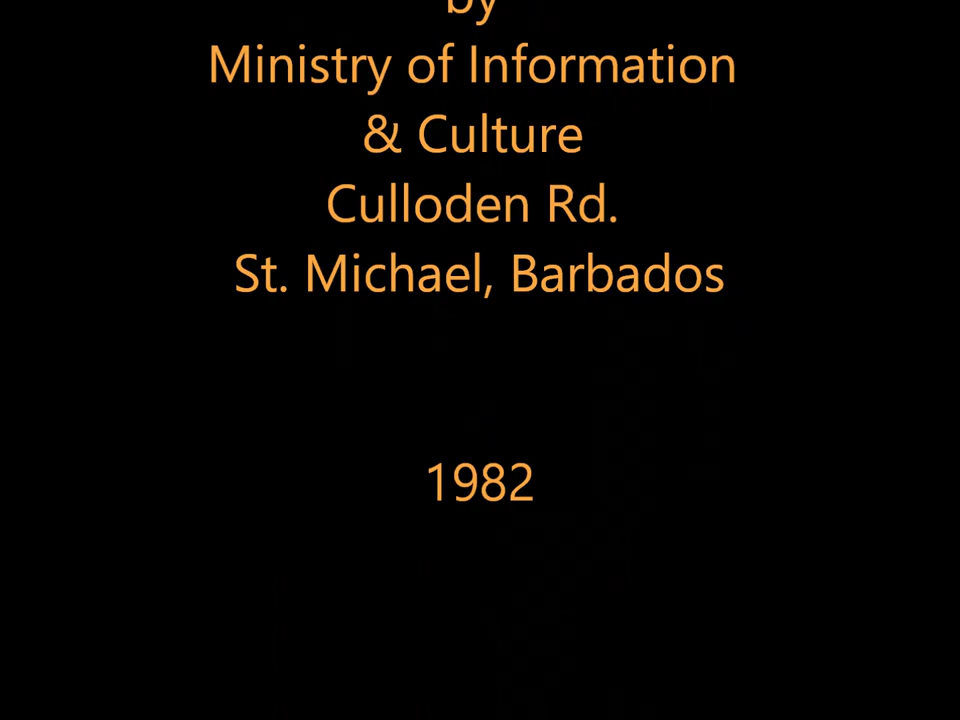 by
Ministry of Information
& Culture
Culloden Rd.
St. Michael, Barbados
1982